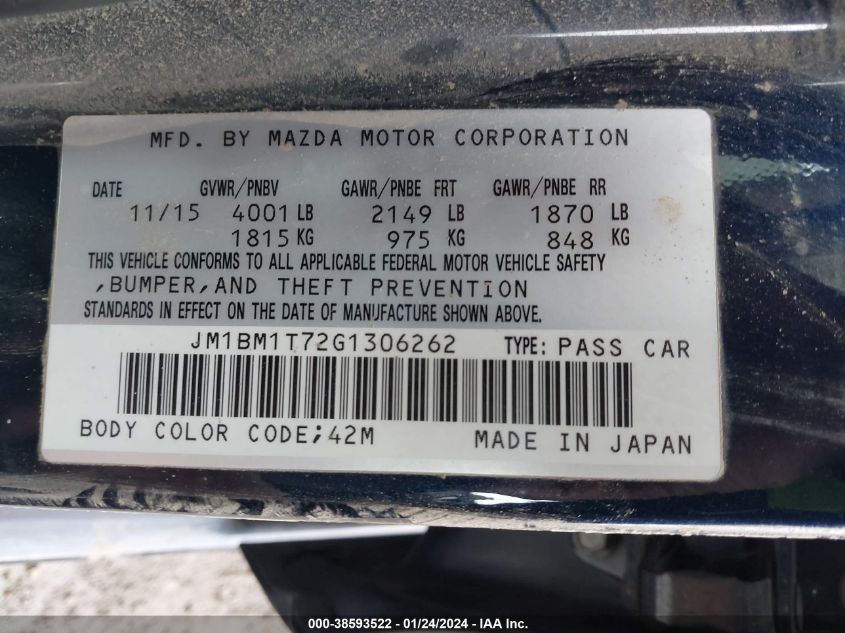 MFD. BY MAZDA MOTOR CORPORATION
DATE GVWR/PNBV GAWR/PNBE FRT GAWR/PNBE RR
11/15 4001 LB 2149 LB 1870 LB
1815 KG 975 KG 848 KG
THIS VEHICLE CONFORMS TO ALL APPLICABLE FEDERAL MOTOR VEHICLE SAFETY
,BUMPER,AND THEFT PREVENTION
STANDARDS IN EFFECT ON THE DATE OF MANUFACTURE SHOWN ABOVE.
JM1BM1T72G1306262 TYPE: PASS CAR
BODY COLOR CODE;42M MADE IN JAPAN
000-38593522 - 01/24/2024 - IAA Inc.